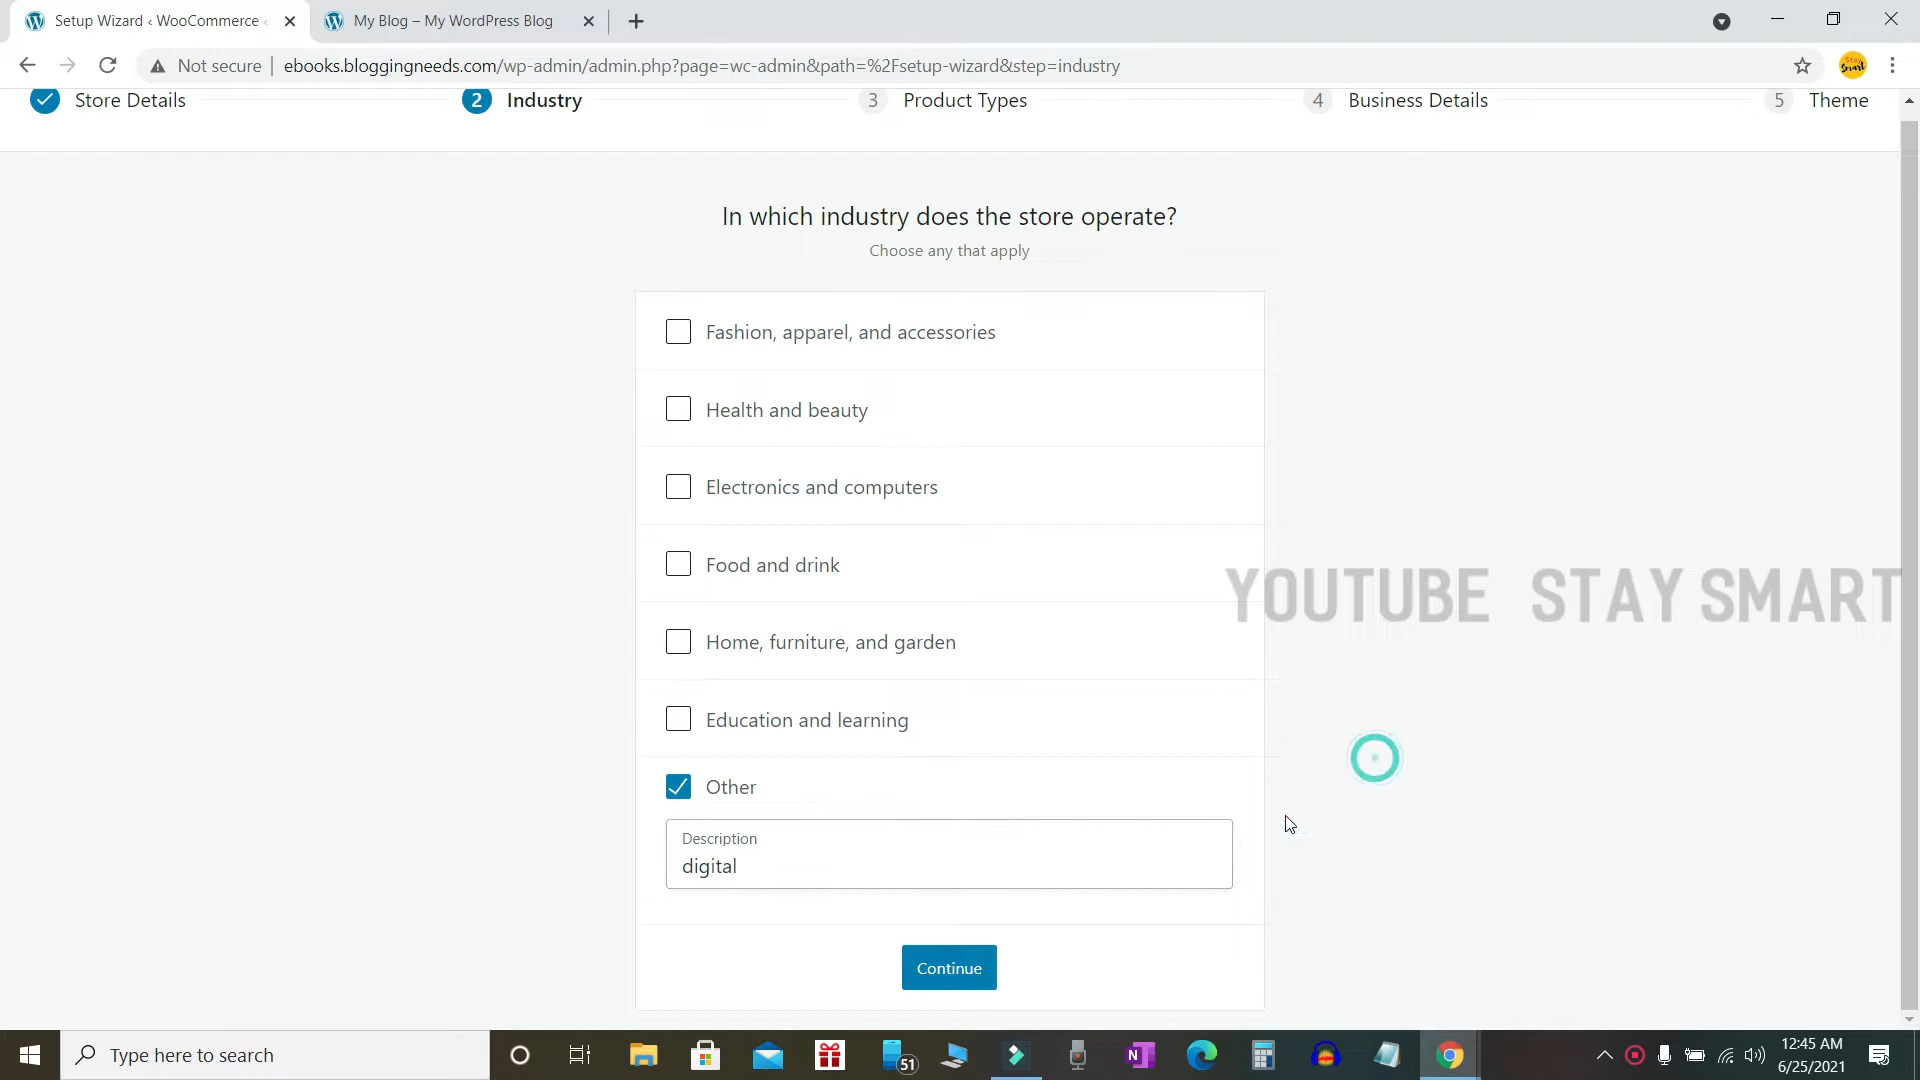 Setup Wizard ‹ WooCommerce ‹
My Blog – My WordPress Blog
Not secure
ebooks.bloggingneeds.com/wp-admin/admin.php?page=wc-admin&path=%2Fsetup-wizard&step=industry
Stay Smart
Store Details
2 Industry
3 Product Types
4 Business Details
5 Theme
In which industry does the store operate?
Choose any that apply
Fashion, apparel, and accessories
Health and beauty
Electronics and computers
Food and drink
YOUTUBE STAY SMART
Home, furniture, and garden
Education and learning
Other
Description
digital
Continue
Type here to search
51
N
12:45 AM
6/25/2021